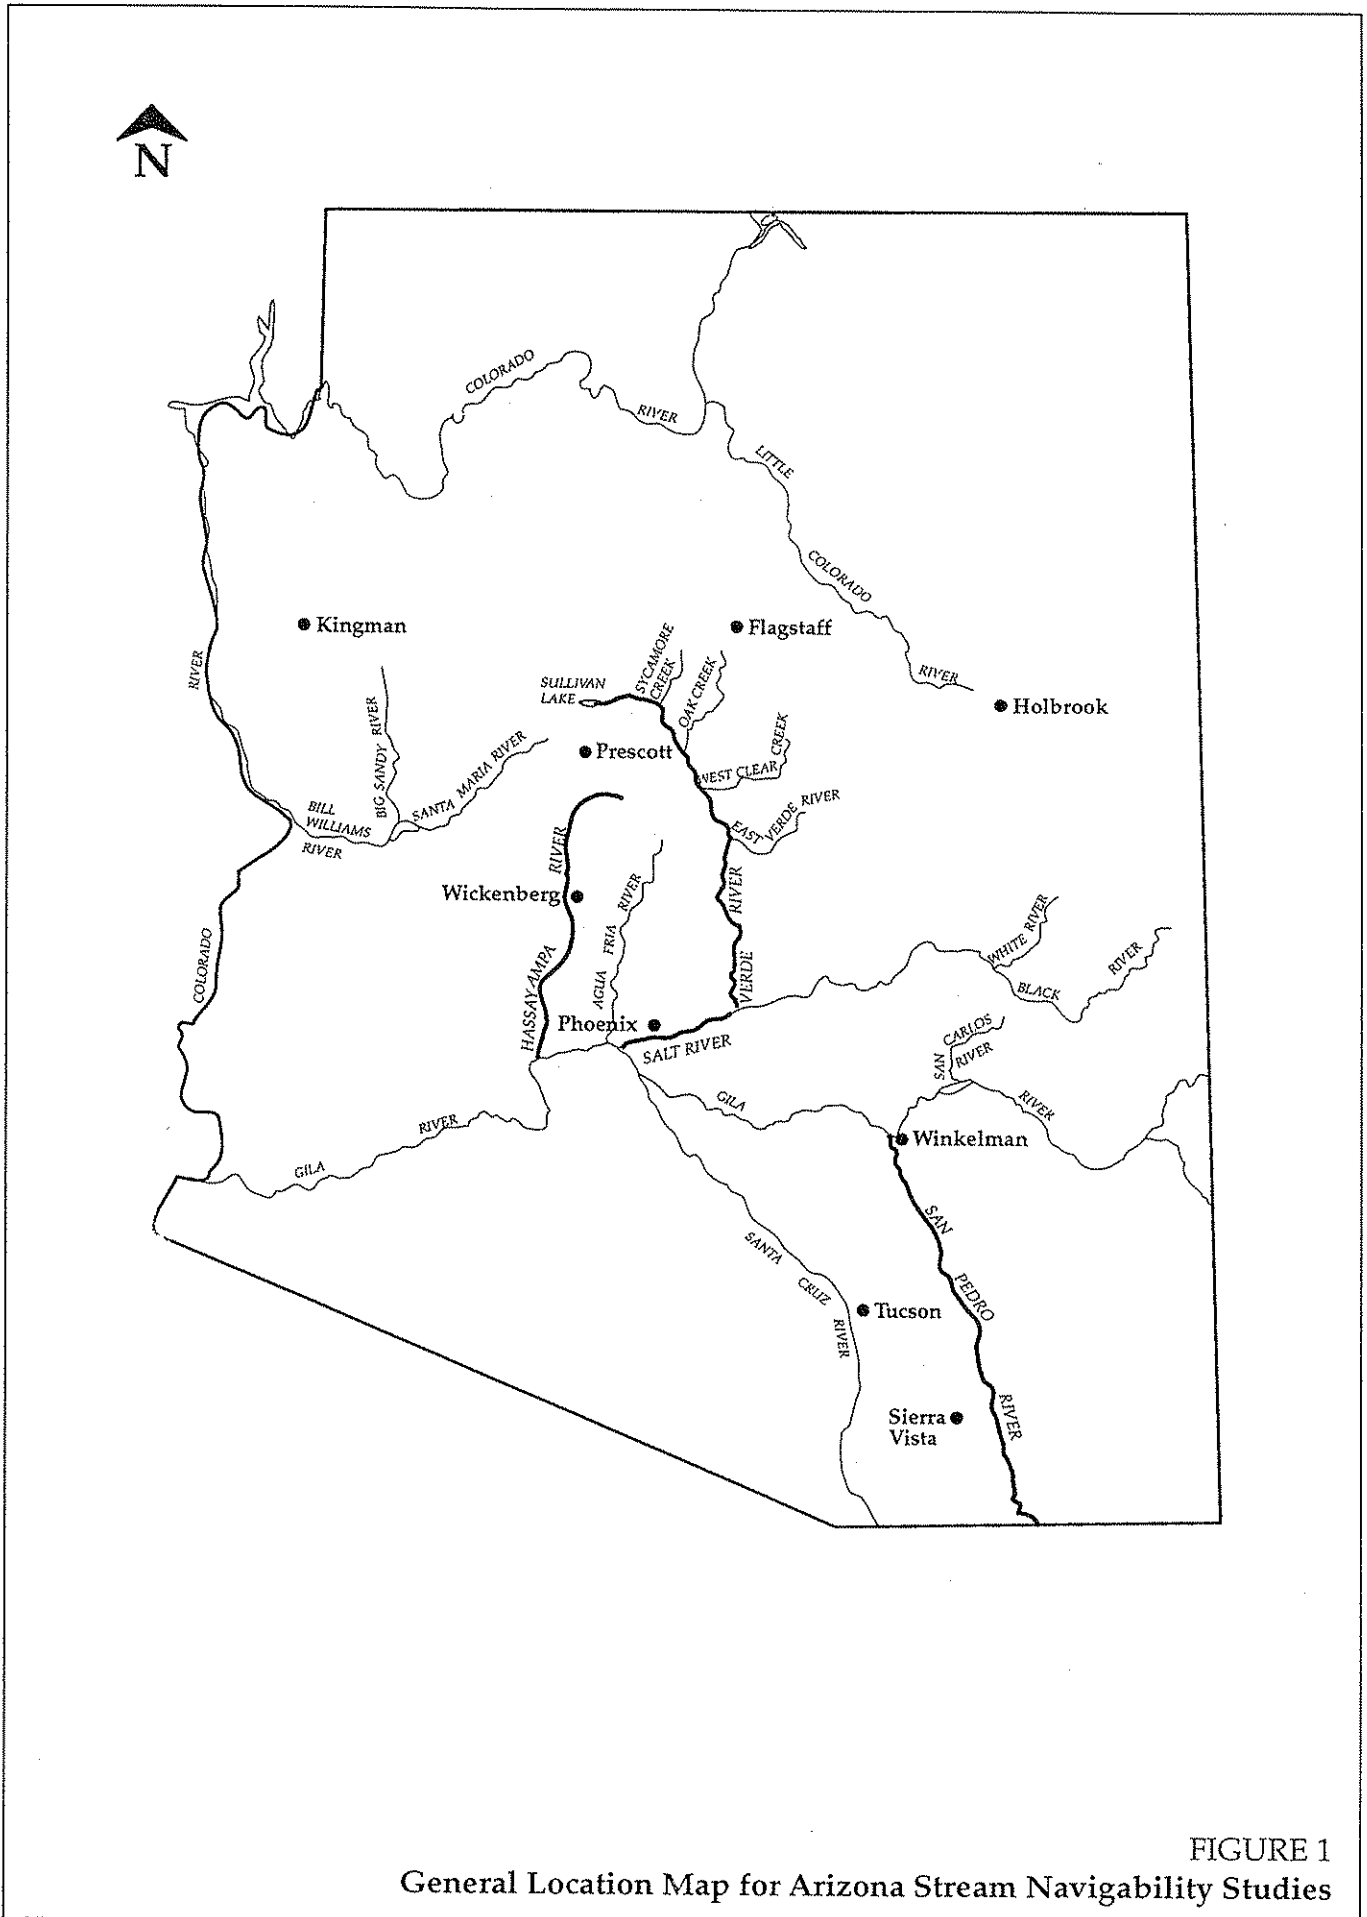 N
COLORADO
RIVER
LITTLE
COLORADO
RIVER
Kingman
Flagstaff
Holbrook
RIVER
SULLIVAN
LAKE
SYCAMORE
CREEK
OAK CREEK
Prescott
WEST CLEAR CREEK
BIG SANDY RIVER
SANTA MARIA RIVER
BILL
WILLIAMS
RIVER
EAST VERDE RIVER
RIVER
VERDE
Wickenberg
HASSAYAMPA
RIVER
AGUA FRIA RIVER
COLORADO
WHITE RIVER
BLACK RIVER
Phoenix
SALT RIVER
SAN CARLOS
RIVER
GILA
RIVER
RIVER
GILA
Winkelman
SAN
PEDRO
RIVER
SANTA
CRUZ
RIVER
Tucson
Sierra
Vista
FIGURE 1
General Location Map for Arizona Stream Navigability Studies